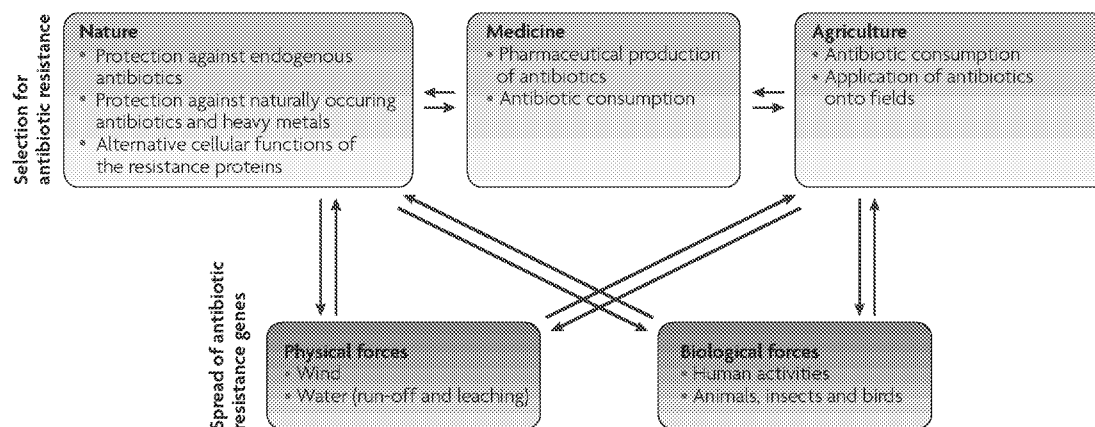 Selection for
antibiotic resistance
Nature
• Protection against endogenous
antibiotics
• Protection against naturally occuring
antibiotics and heavy metals
• Alternative cellular functions of
the resistance proteins
Medicine
• Pharmaceutical production
of antibiotics
• Antibiotic consumption
Agriculture
• Antibiotic consumption
• Application of antibiotics
onto fields
Spread of antibiotic
resistance genes
Physical forces
• Wind
• Water (run-off and leaching)
Biological forces
• Human activities
• Animals, insects and birds